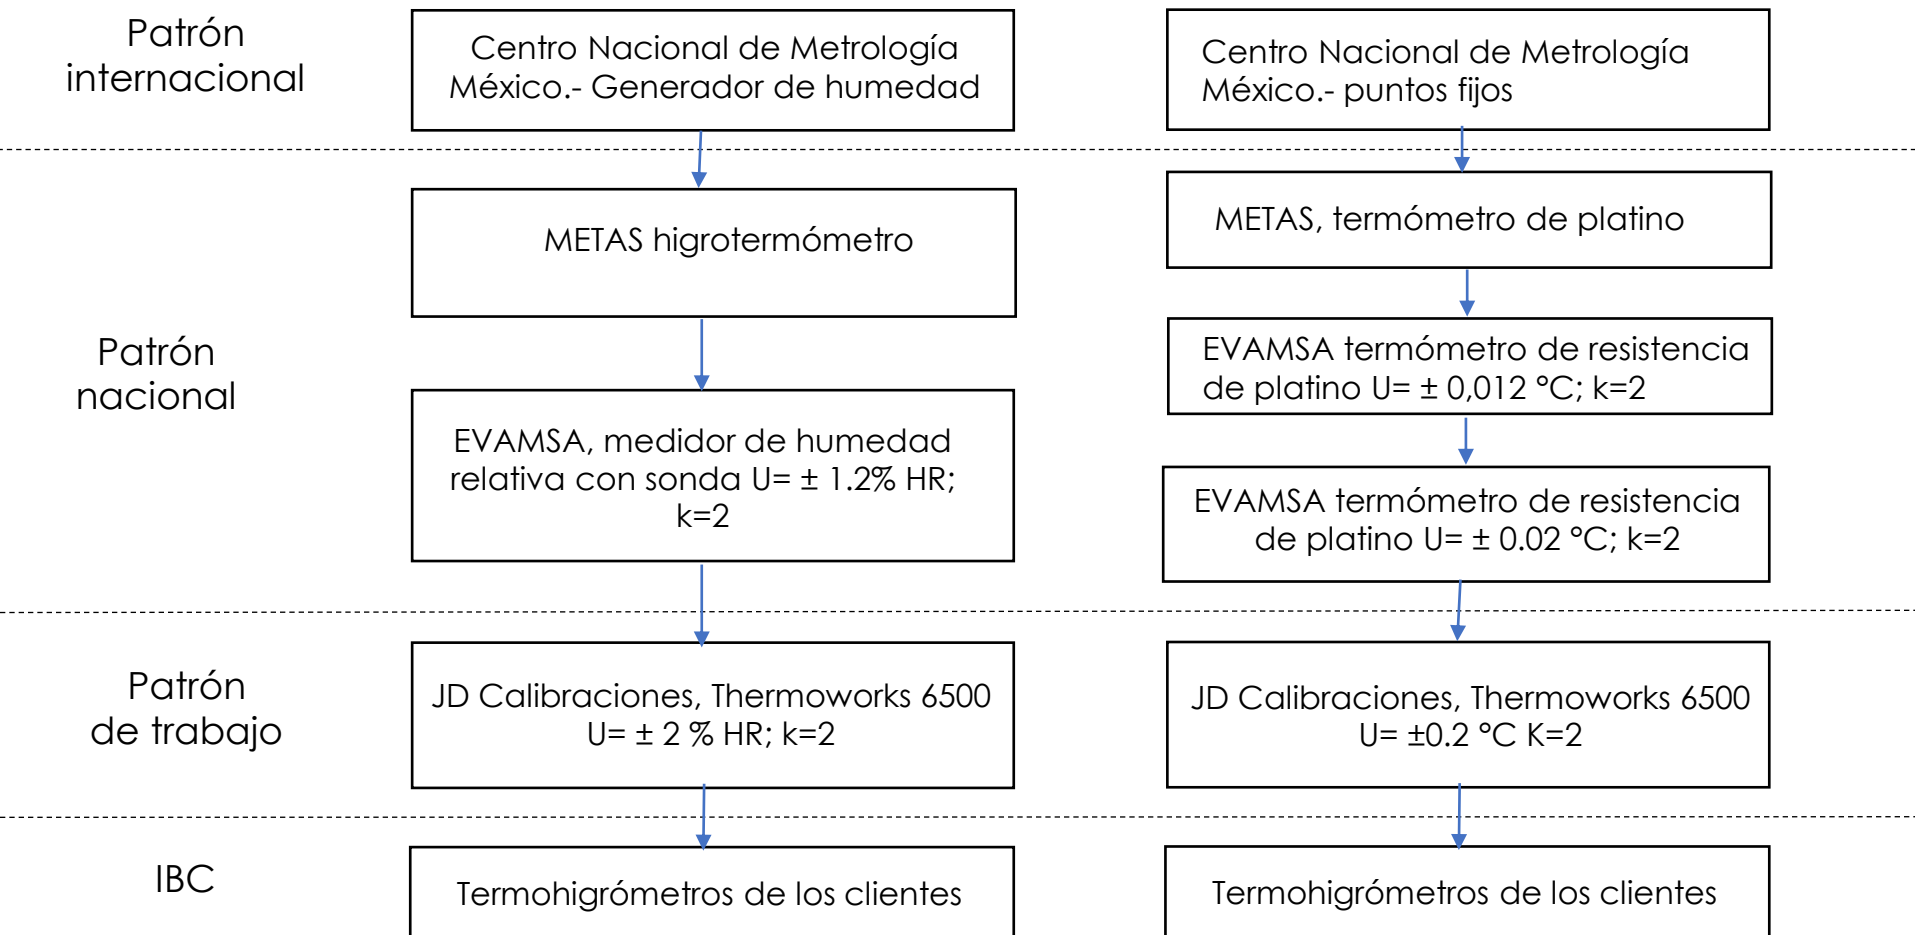 Patrón
internacional
Centro Nacional de Metrología
México.- Generador de humedad
Centro Nacional de Metrología
México.- puntos fijos
Patrón
nacional
METAS higrotermómetro
METAS, termómetro de platino
EVAMSA termómetro de resistencia
de platino U= ± 0,012 °C; k=2
EVAMSA, medidor de humedad
relativa con sonda U= ± 1.2% HR;
k=2
EVAMSA termómetro de resistencia
de platino U= ± 0.02 °C; k=2
Patrón
de trabajo
JD Calibraciones, Thermoworks 6500
U= ± 2 % HR; k=2
JD Calibraciones, Thermoworks 6500
U= ±0.2 °C K=2
IBC
Termohigrómetros de los clientes
Termohigrómetros de los clientes